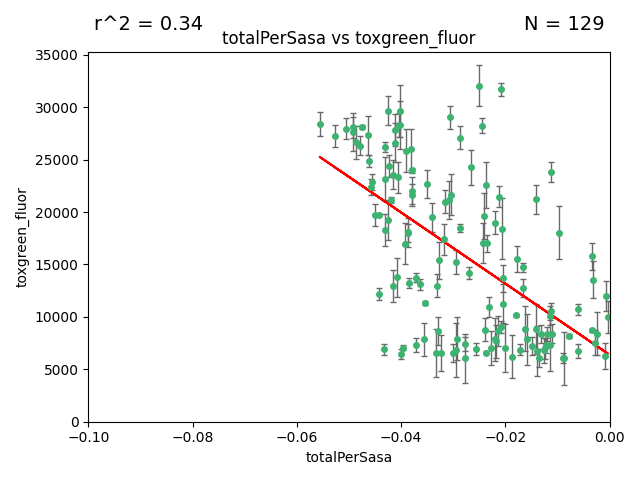 r^2 = 0.34
N = 129
totalPerSasa vs toxgreen_fluor
35000
30000
25000
20000
15000
10000
5000
0
toxgreen_fluor
−0.10
−0.08
−0.06
−0.04
−0.02
0.00
totalPerSasa